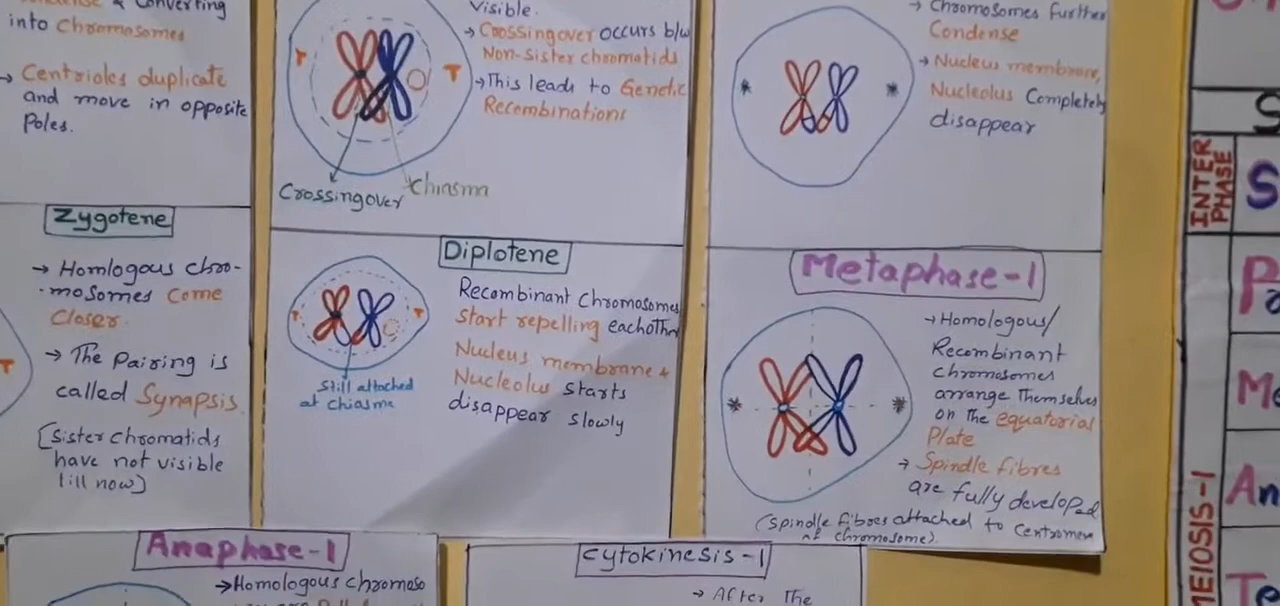 & Converting
into Chromosomes
→ Centrioles duplicate
and move in opposite
Poles.
Zygotene
→ Homlogous chro-
-mosomes Come
Closer.
→ The Pairing is
called Synapsis.
[Sister chromatids
have not visible
till now]
Visible.
→ Crossingover occurs b/w
Non-sister chromatids
→ This leads to Genetic
Recombinations
Crossingover
Chiasma
Diplotene
Recombinant Chromosomes
start repelling eachother
Nucleus membrane +
Nucleolus starts
disappear slowly
Still attached
at chiasma
→ Chromosomes further
Condense
→ Nucleus membrane,
Nucleolus Completely
disappear
Metaphase-1
→ Homologous/
Recombinant
chromosomes
arrange themselves
on the equatorial
Plate
→ Spindle fibres
are fully developed
(spindle fibres attached to centromere
of chromosome).
Anaphase-1
→ Homologous chromoso
Cytokinesis-1
→ After The
S
INTER
PHASE
S
MEIOSIS-1
P
Me
An
Te